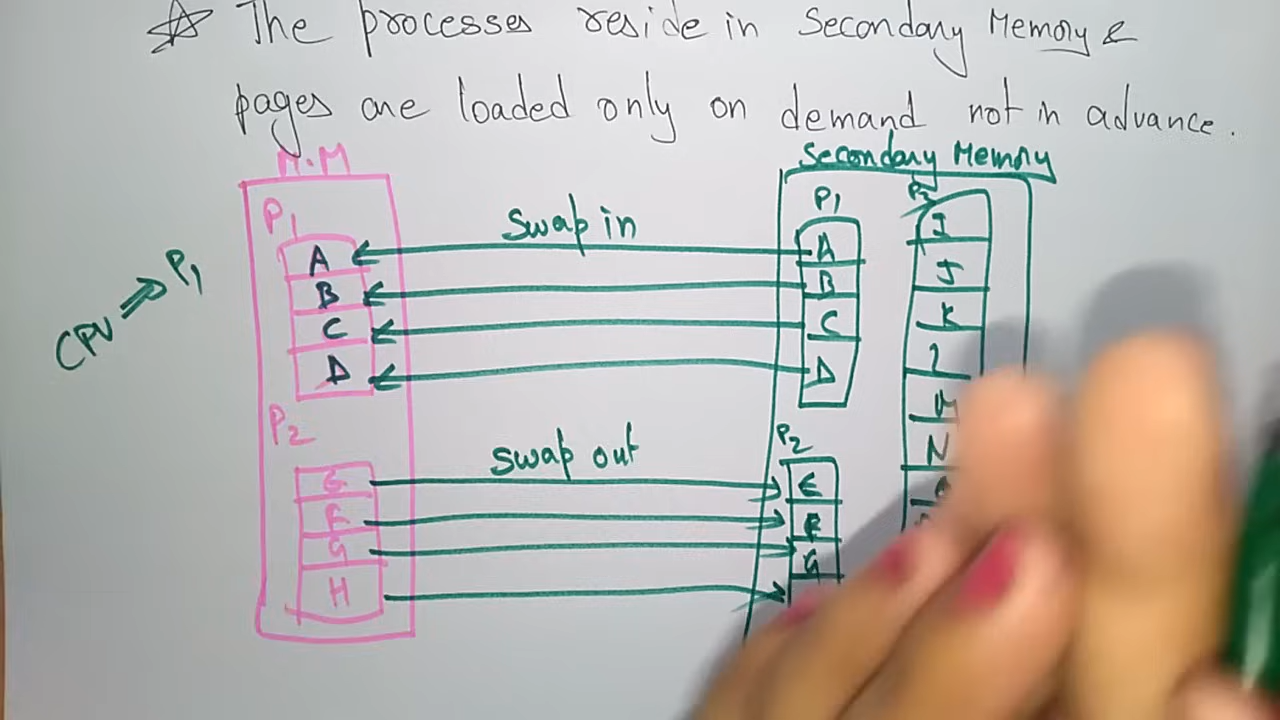 The processes reside in Secondary Memory &
pages are loaded only on demand not in advance.
M.M
Secondary Memory
P1
A
B
C
D
P2
E
F
G
H
CPU ⇒ P1
Swap in
Swap out
P1
A
B
C
D
P2
E
F
G
P3
I
J
K
L
M
N